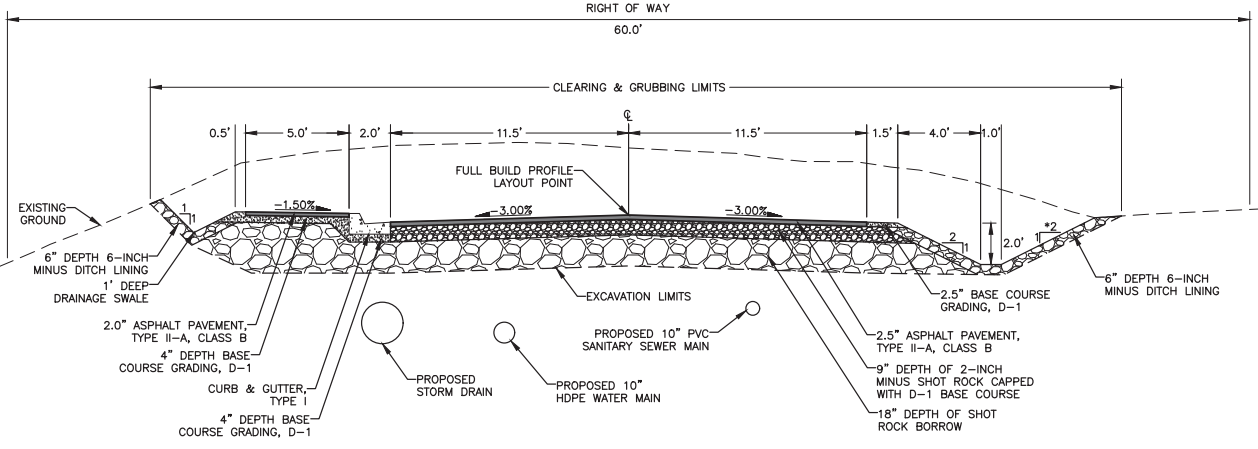 RIGHT OF WAY
60.0'
CLEARING & GRUBBING LIMITS
℄
0.5'
5.0'
2.0'
11.5'
11.5'
1.5'
4.0'
1.0'
FULL BUILD PROFILE
LAYOUT POINT
EXISTING
GROUND
1
1
-1.50%
-3.00%
-3.00%
2
1
2.0'
1
*2
6" DEPTH 6-INCH
MINUS DITCH LINING
1' DEEP
DRAINAGE SWALE
6" DEPTH 6-INCH
MINUS DITCH LINING
EXCAVATION LIMITS
2.5" BASE COURSE
GRADING, D-1
2.0" ASPHALT PAVEMENT,
TYPE II-A, CLASS B
4" DEPTH BASE
COURSE GRADING, D-1
CURB & GUTTER,
TYPE I
4" DEPTH BASE
COURSE GRADING, D-1
PROPOSED
STORM DRAIN
PROPOSED 10"
HDPE WATER MAIN
PROPOSED 10" PVC
SANITARY SEWER MAIN
2.5" ASPHALT PAVEMENT,
TYPE II-A, CLASS B
9" DEPTH OF 2-INCH
MINUS SHOT ROCK CAPPED
WITH D-1 BASE COURSE
18" DEPTH OF SHOT
ROCK BORROW